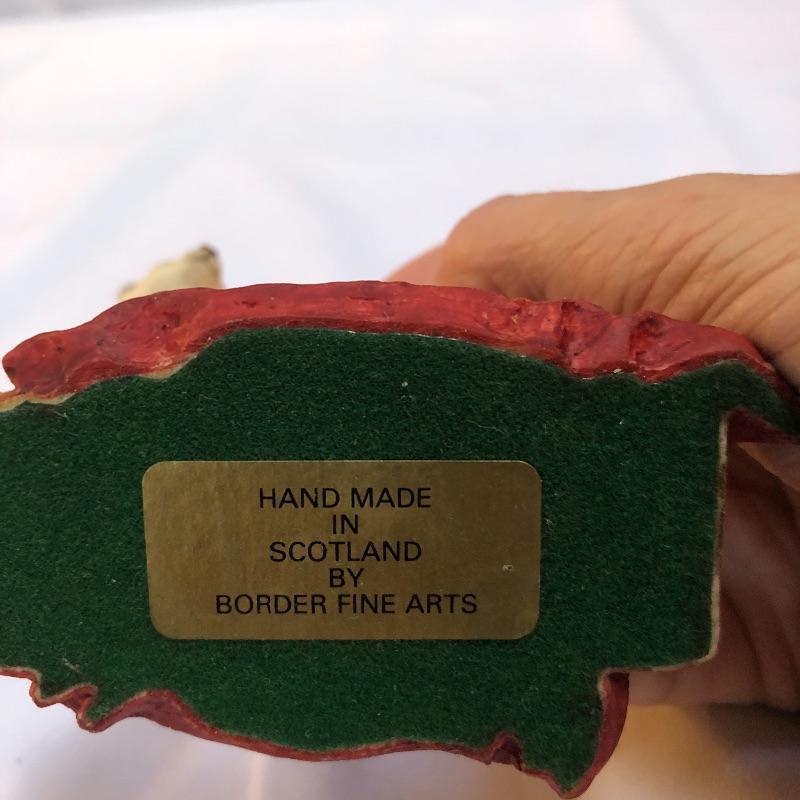 HAND MADE
IN
SCOTLAND
BY
BORDER FINE ARTS